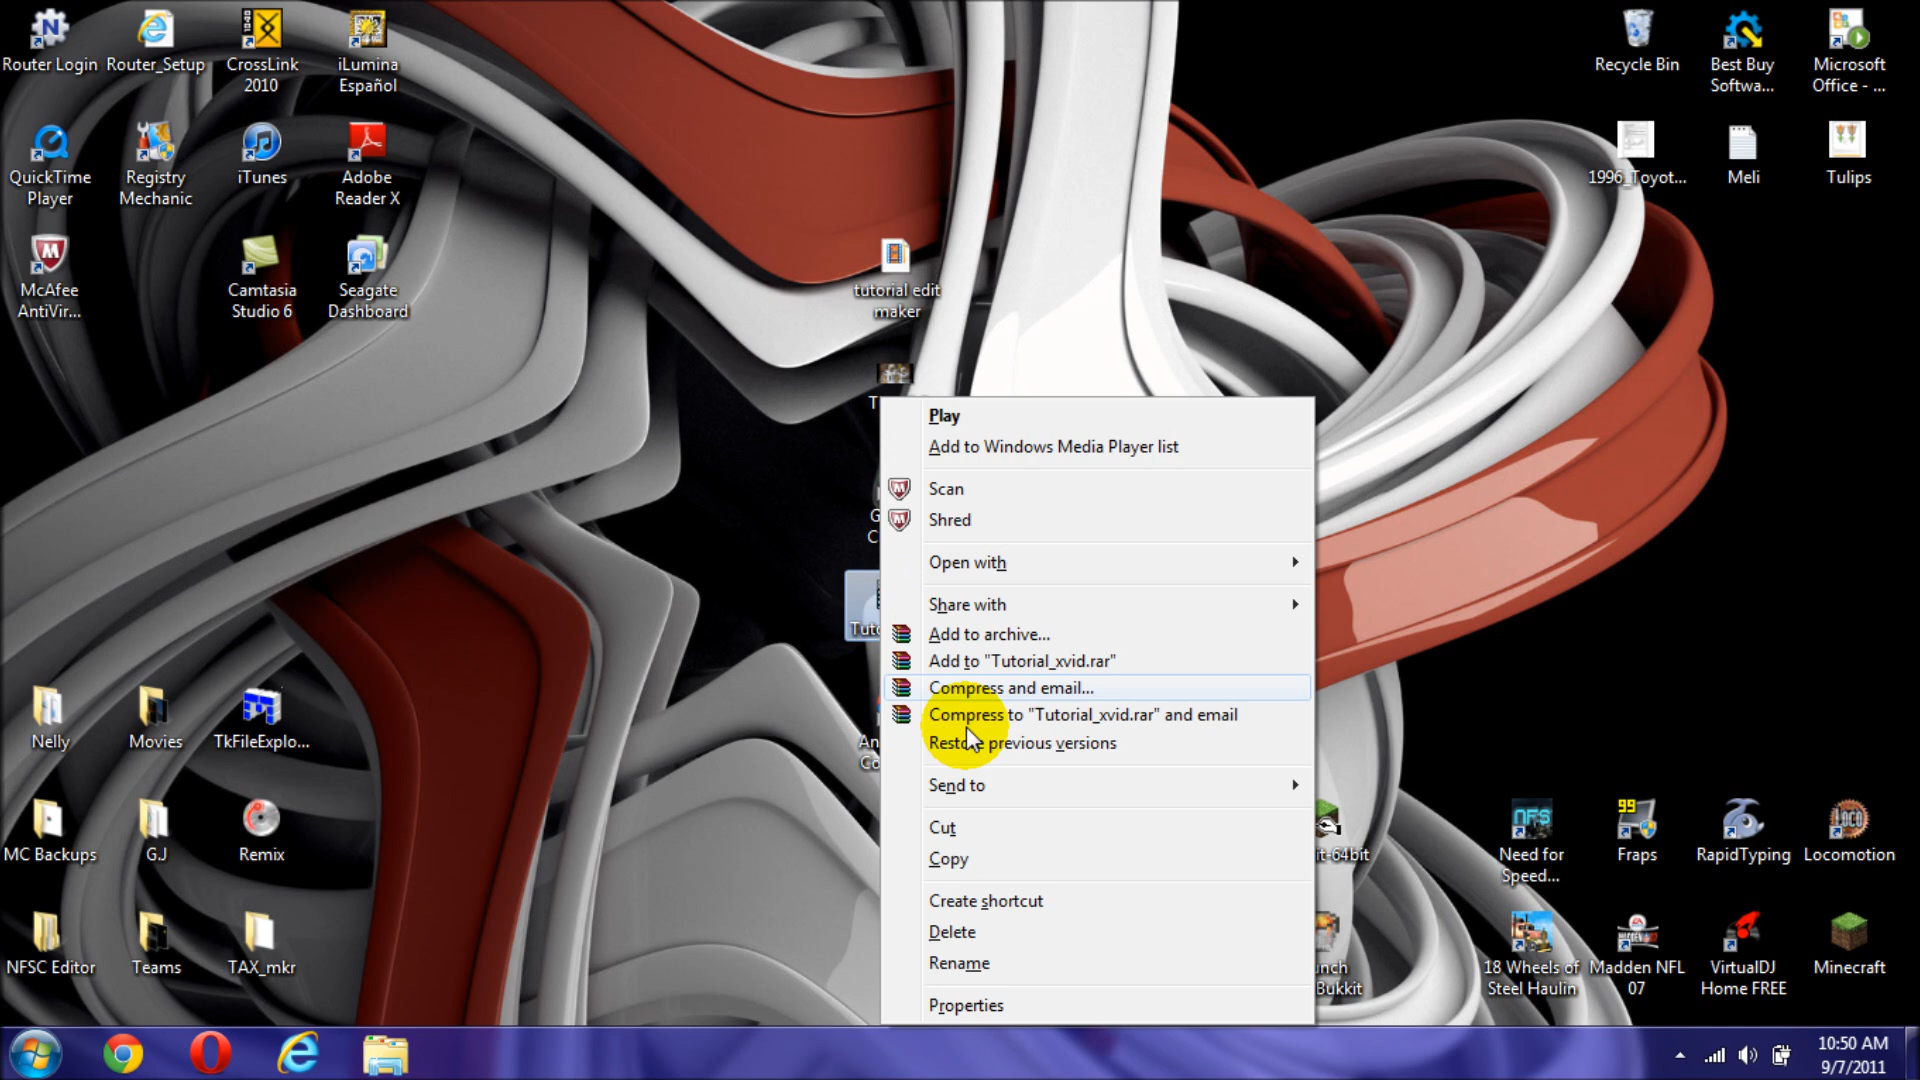 Router Login
Router_Setup
CrossLink
2010
iLumina
Español
Recycle Bin
Best Buy
Softwa...
Microsoft
Office - ...
QuickTime
Player
Registry
Mechanic
iTunes
Adobe
Reader X
1996_Toyot...
Meli
Tulips
McAfee
AntiVir...
Camtasia
Studio 6
Seagate
Dashboard
tutorial edit
maker
Play
Add to Windows Media Player list
Scan
Shred
Open with
Share with
Add to archive...
Add to "Tutorial_xvid.rar"
Compress and email...
Compress to "Tutorial_xvid.rar" and email
Restore previous versions
Send to
Cut
Copy
Create shortcut
Delete
Rename
Properties
Nelly
Movies
TkFileExplo...
MC Backups
GJ
Remix
it-64bit
Need for
Speed...
Fraps
RapidTyping
Locomotion
NFSC Editor
Teams
TAX_mkr
Bukkit
18 Wheels of
Steel Haulin
Madden NFL
07
VirtualDJ
Home FREE
Minecraft
10:50 AM
9/7/2011